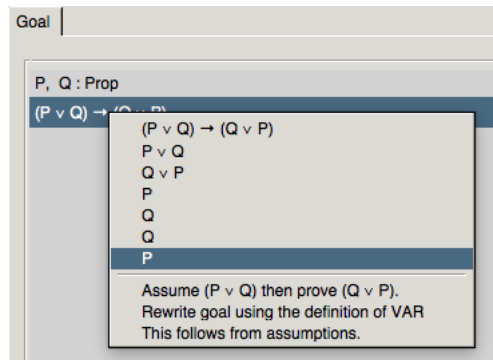 Goal
P, Q : Prop
(P ∨ Q) → (Q ∨ P)
(P ∨ Q) → (Q ∨ P)
P ∨ Q
Q ∨ P
P
Q
Q
P
Assume (P ∨ Q) then prove (Q ∨ P).
Rewrite goal using the definition of VAR
This follows from assumptions.